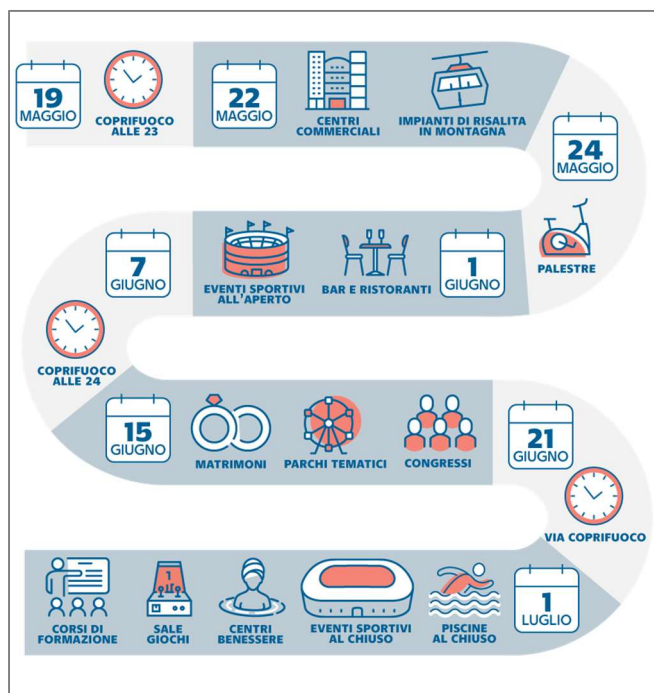 19
MAGGIO
COPRIFUOCO
ALLE 23
22
MAGGIO
CENTRI
COMMERCIALI
IMPIANTI DI RISALITA
IN MONTAGNA
24
MAGGIO
PALESTRE
1
GIUGNO
BAR E RISTORANTI
EVENTI SPORTIVI
ALL'APERTO
7
GIUGNO
COPRIFUOCO
ALLE 24
15
GIUGNO
MATRIMONI
PARCHI TEMATICI
CONGRESSI
21
GIUGNO
VIA COPRIFUOCO
1
LUGLIO
PISCINE
AL CHIUSO
EVENTI SPORTIVI
AL CHIUSO
CENTRI
BENESSERE
1
SALE
GIOCHI
CORSI DI
FORMAZIONE